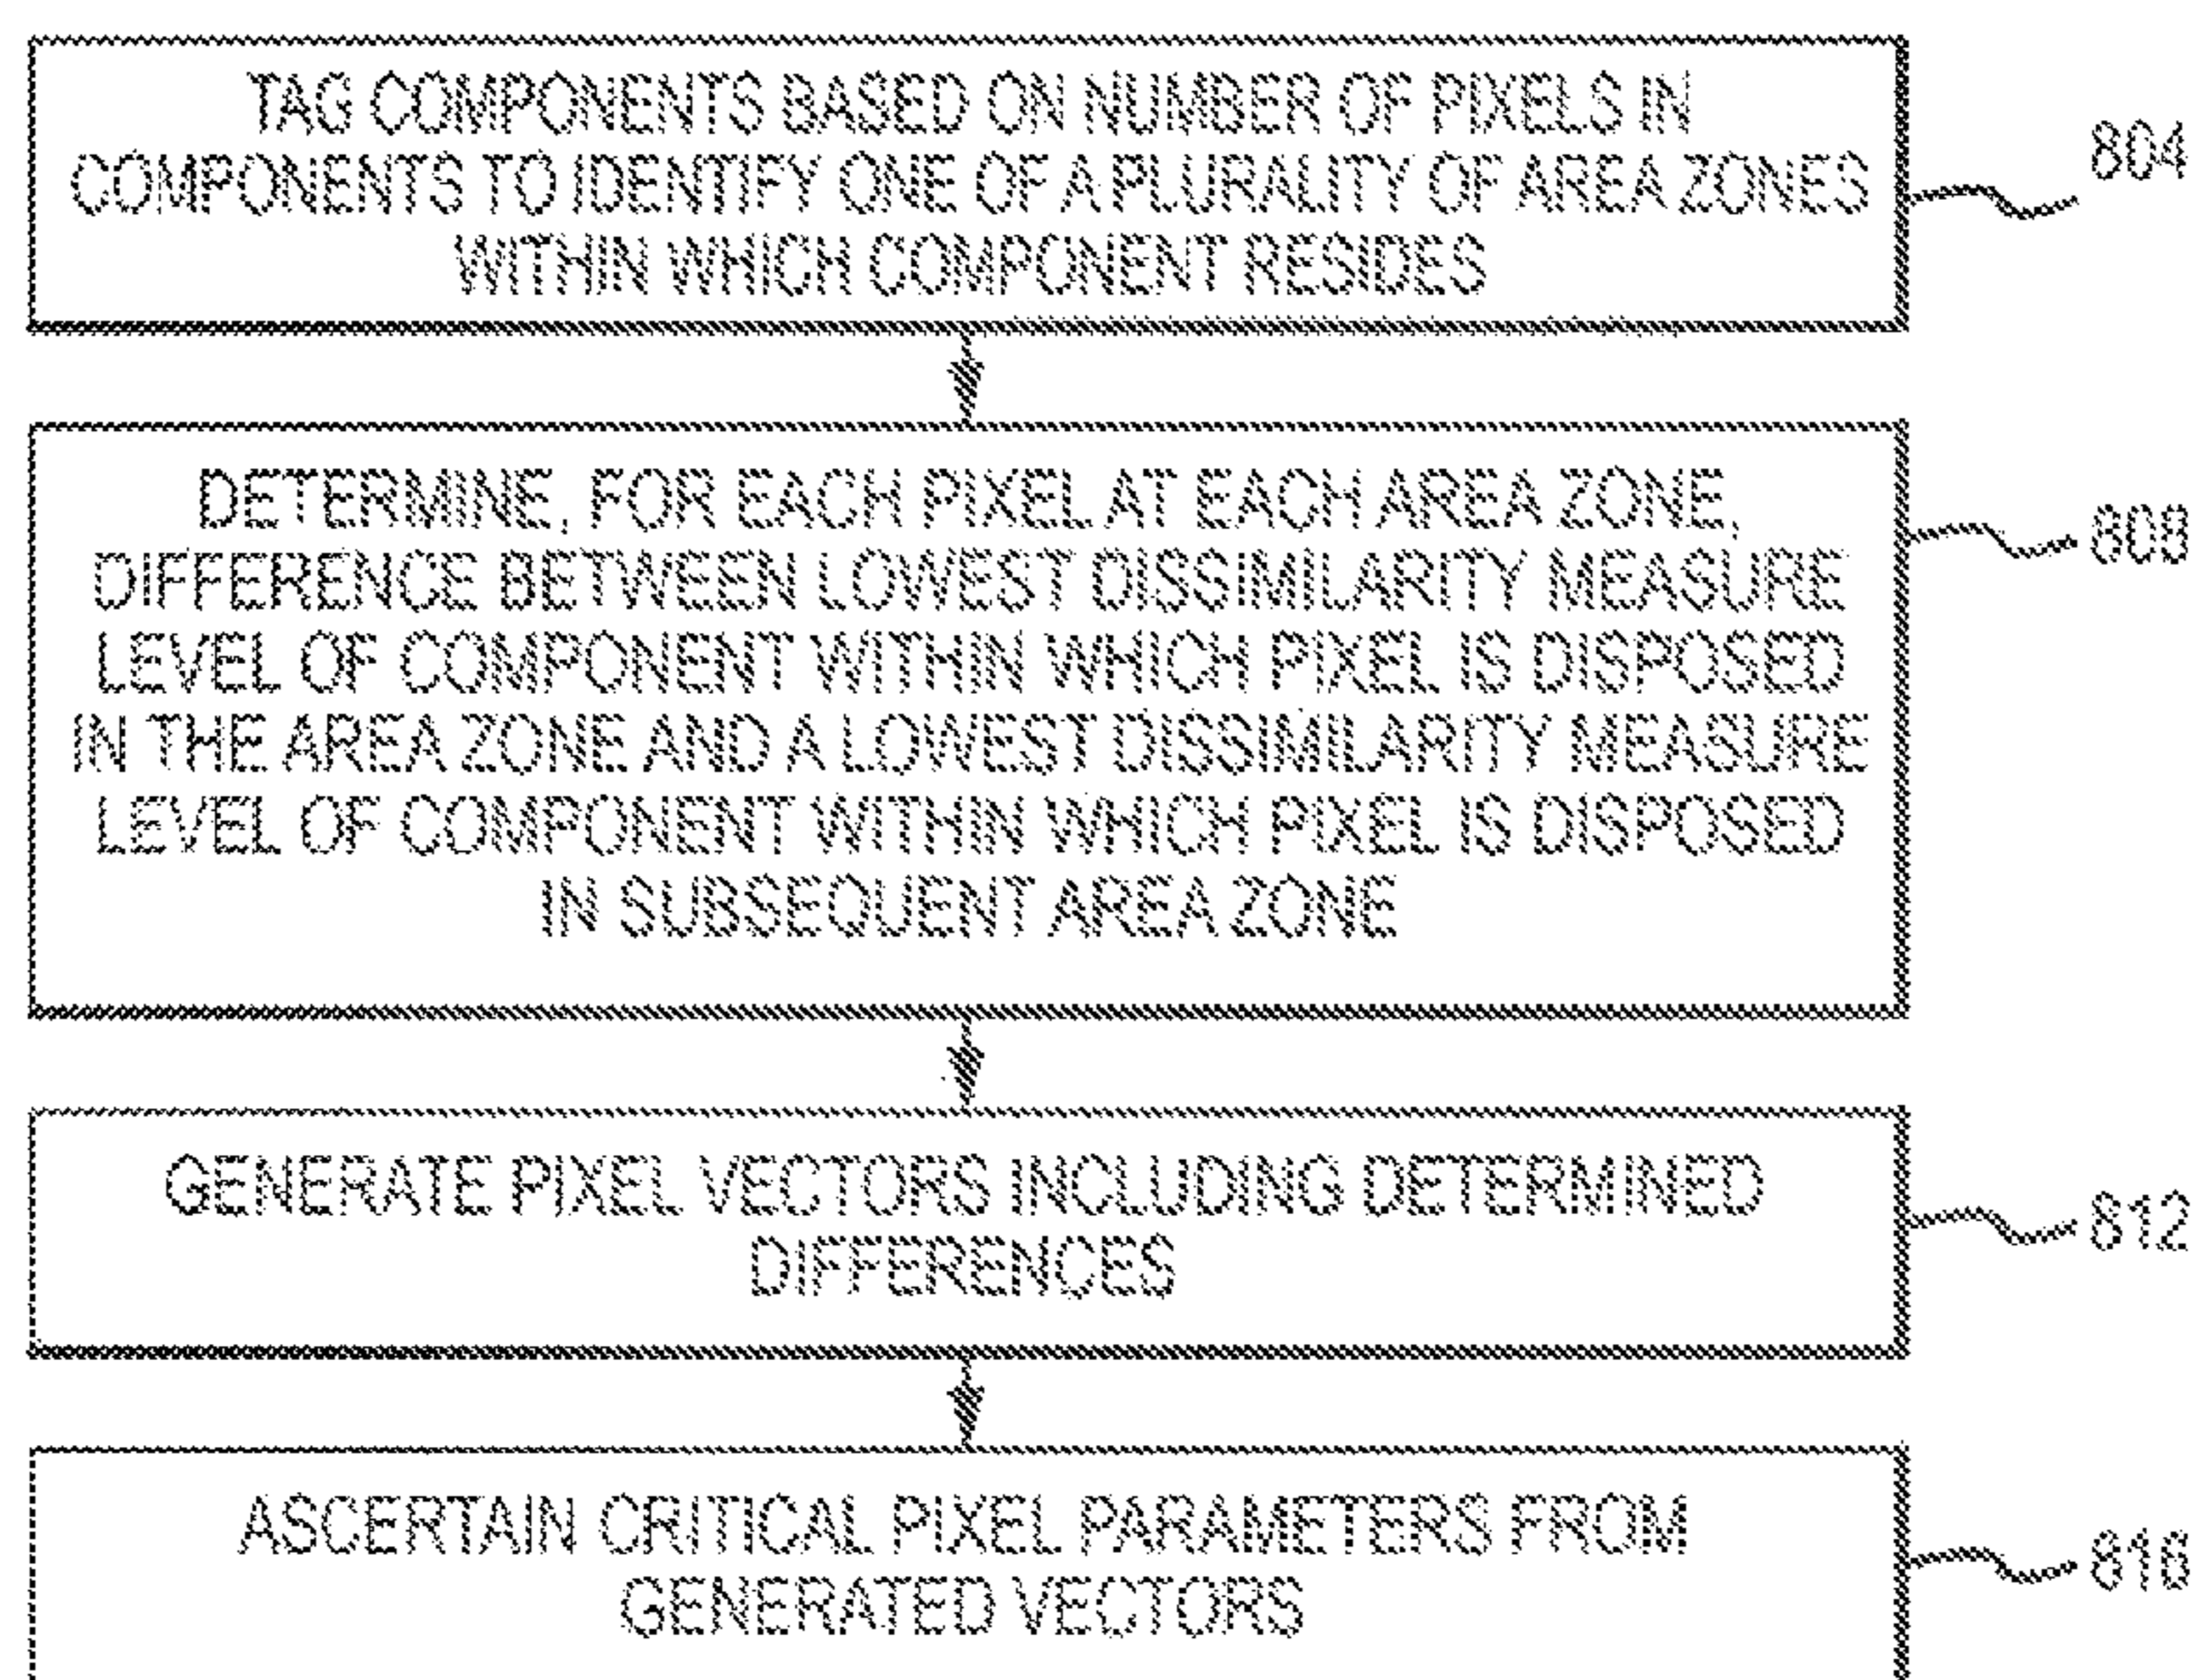 TAG COMPONENTS BASED ON NUMBER OF PIXELS IN
COMPONENTS TO IDENTIFY ONE OF A PLURALITY OF AREA ZONES
WITHIN WHICH COMPONENT RESIDES
804
DETERMINE, FOR EACH PIXEL AT EACH AREA ZONE,
DIFFERENCE BETWEEN LOWEST DISSIMILARITY MEASURE
LEVEL OF COMPONENT WITHIN WHICH PIXEL IS DISPOSED
IN THE AREA ZONE AND A LOWEST DISSIMILARITY MEASURE
LEVEL OF COMPONENT WITHIN WHICH PIXEL IS DISPOSED
IN SUBSEQUENT AREA ZONE
808
GENERATE PIXEL VECTORS INCLUDING DETERMINED
DIFFERENCES
812
ASCERTAIN CRITICAL PIXEL PARAMETERS FROM
GENERATED VECTORS
816